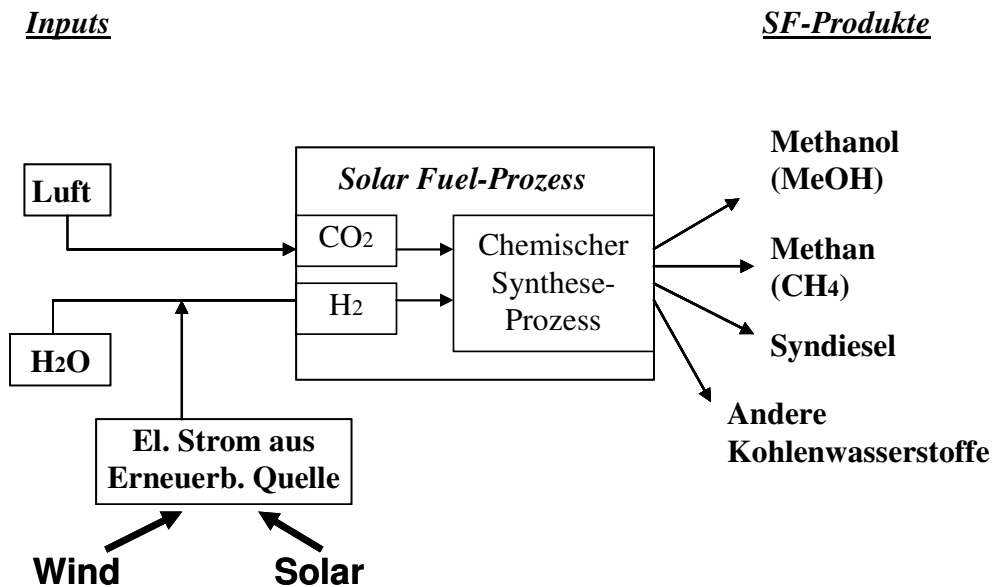 Inputs
SF-Produkte
Methanol
(MeOH)
Solar Fuel-Prozess
Luft
CO2
Chemischer
Synthese-
Prozess
Methan
(CH4)
H2
H2O
Syndiesel
Andere
Kohlenwasserstoffe
El. Strom aus
Erneuerb. Quelle
Wind
Solar